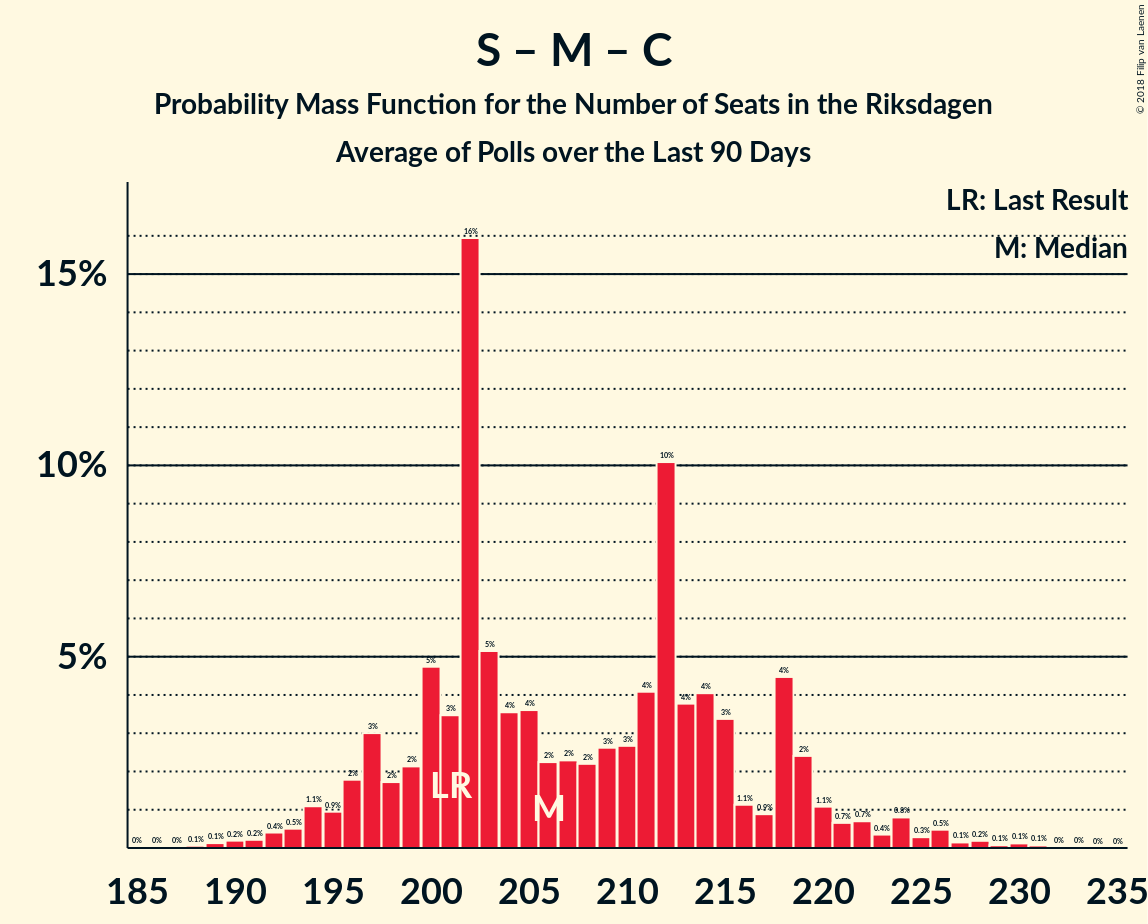 S – M – C
Probability Mass Function for the Number of Seats in the Riksdagen
Average of Polls over the Last 90 Days
© 2018 Filip van Laenen
LR: Last Result
M: Median
15%
10%
5%
0% 0% 0% 0.1% 0.1% 0.2% 0.2% 0.4% 0.5% 1.1% 0.9% 2% 3% 2% 2% 5% 3% 16% 5% 4% 4% 2% 2% 2% 3% 3% 4% 10% 4% 4% 3% 1.1% 0.9% 4% 2% 1.1% 0.7% 0.7% 0.4% 0.8% 0.3% 0.5% 0.1% 0.2% 0.1% 0.1% 0.1% 0% 0% 0% 0%
LR
M
185 190 195 200 205 210 215 220 225 230 235